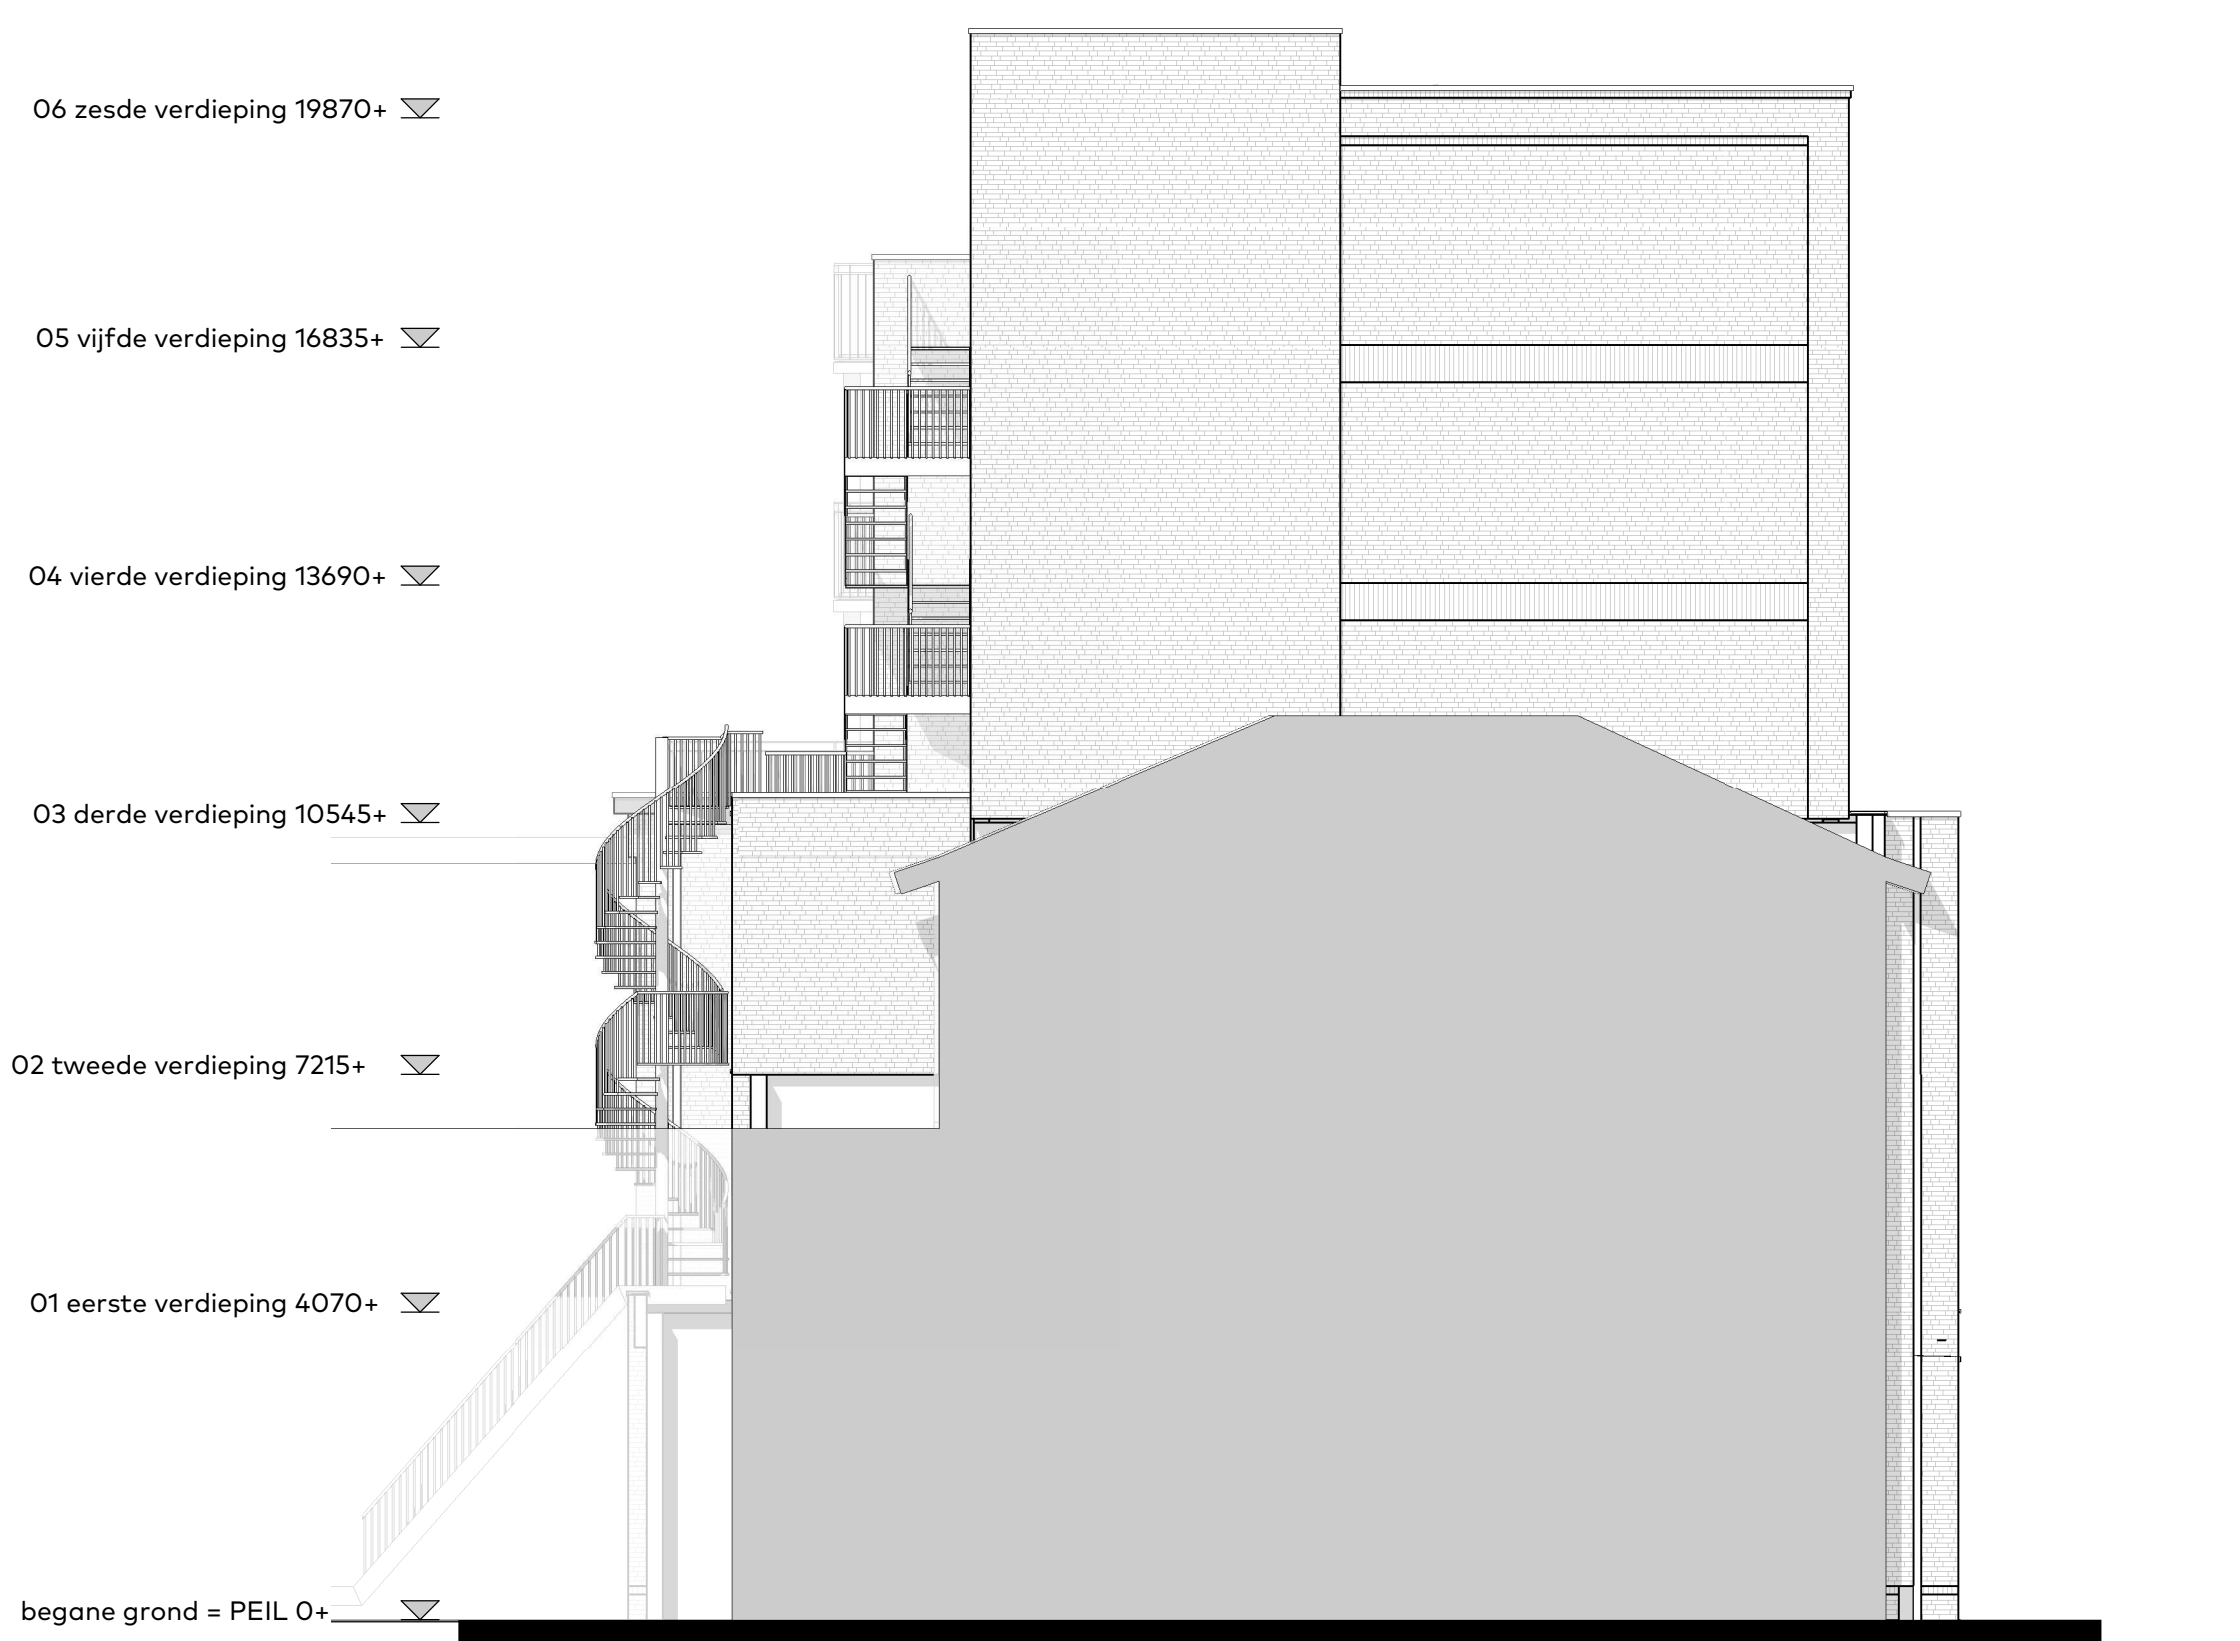 06 zesde verdieping 19870+
05 vijfde verdieping 16835+
04 vierde verdieping 13690+
03 derde verdieping 10545+
02 tweede verdieping 7215+
01 eerste verdieping 4070+
begane grond = PEIL 0+